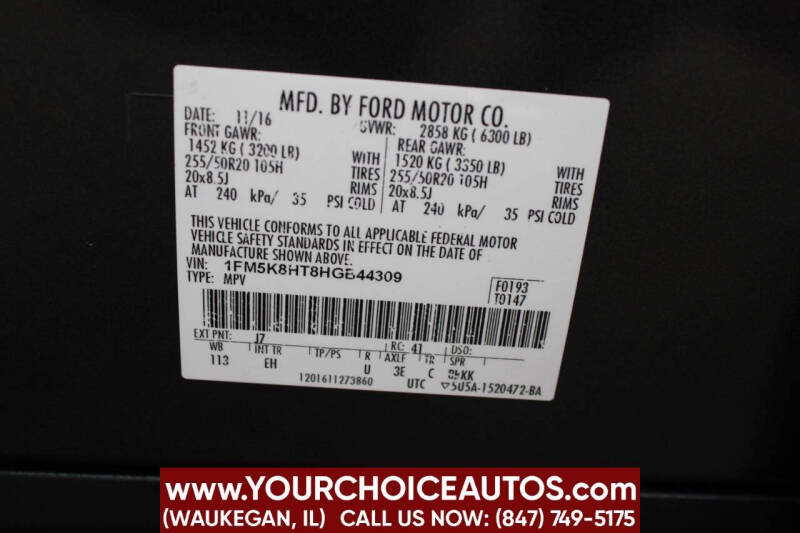 MFD. BY FORD MOTOR CO.
DATE: 11/16 GVWR: 2858 KG ( 6300 LB)
FRONT GAWR: REAR GAWR:
1452 KG ( 3200 LB) WITH 1520 KG ( 3350 LB) WITH
255/50R20 105H TIRES 255/50R20 105H TIRES
20x8.5J RIMS 20x8.5J RIMS
AT 240 kPa/ 35 PSI COLD AT 240 kPa/ 35 PSI COLD
THIS VEHICLE CONFORMS TO ALL APPLICABLE FEDERAL MOTOR
VEHICLE SAFETY STANDARDS IN EFFECT ON THE DATE OF
MANUFACTURE SHOWN ABOVE.
VIN: 1FM5K8HT8HGB44309
TYPE: MPV
F0193
T0147
EXT PNT: J7 RC: 41 DSO:
WB INT TR TP/PS R AXLE TR SPR
113 EH U 3E C KK
1201611273860 UTC ▽5U5A-1520472-BA
WWW.YOURCHOICEAUTOS.COM
(WAUKEGAN, IL) CALL US NOW: (847) 749-5175